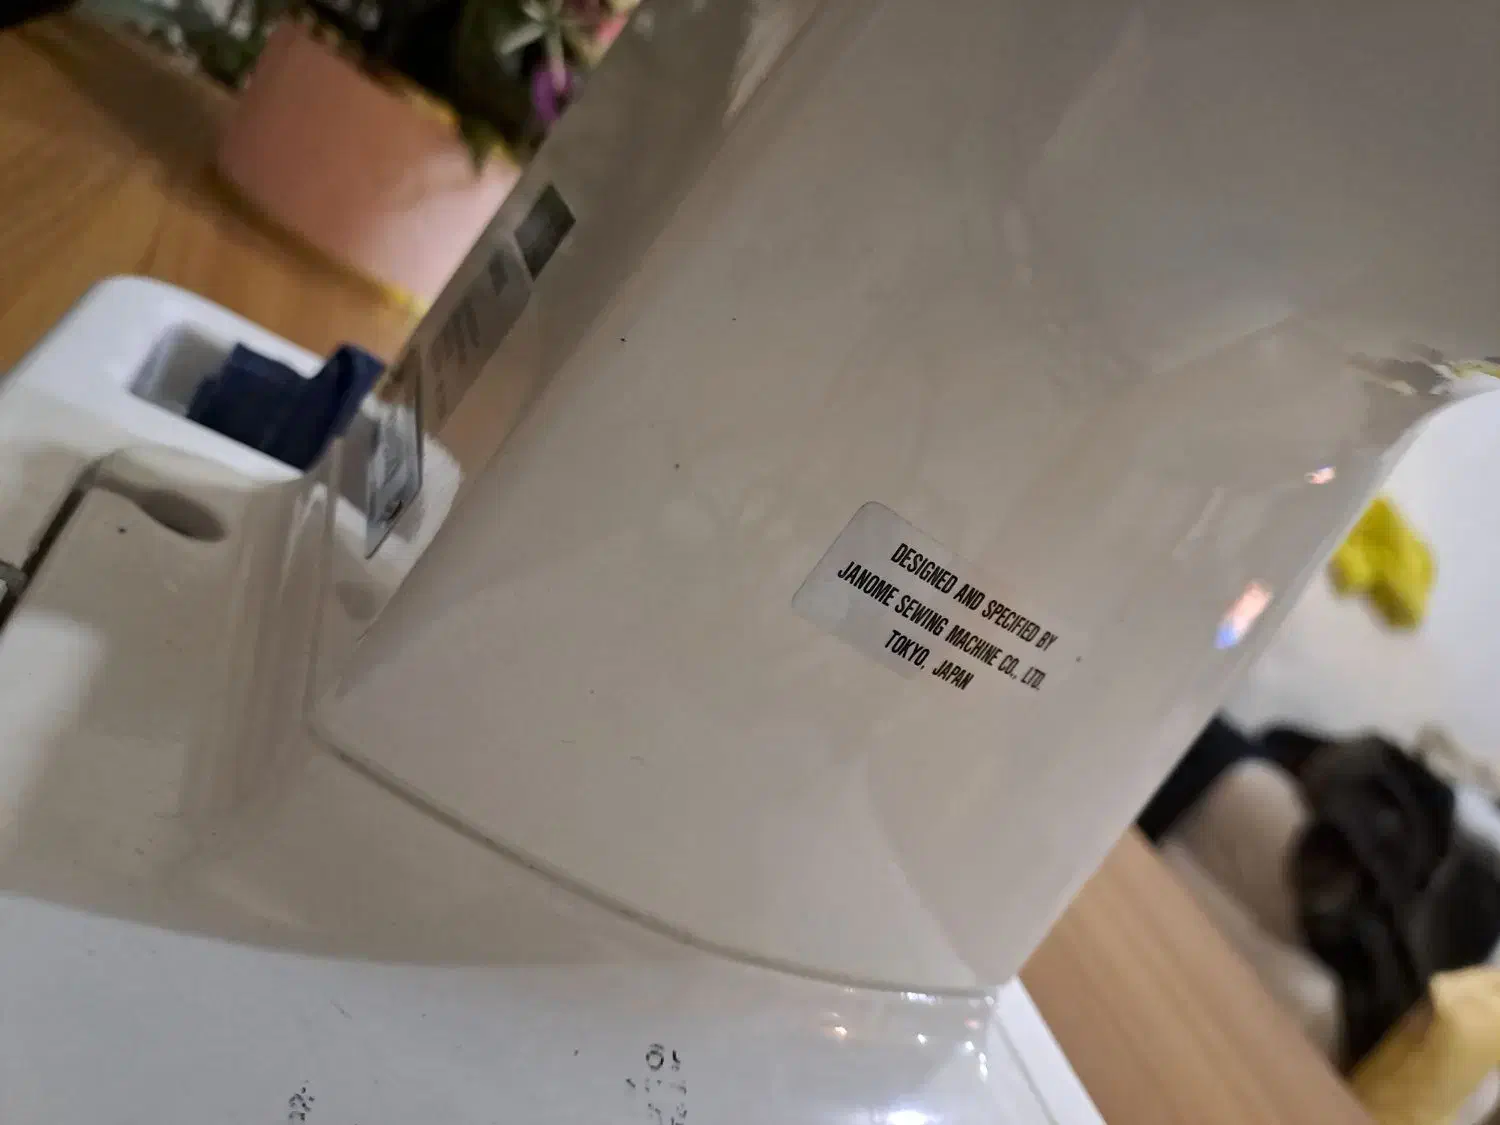 DESIGNED AND SPECIFIED BY
JANOME SEWING MACHINE CO., LTD.
TOKYO, JAPAN